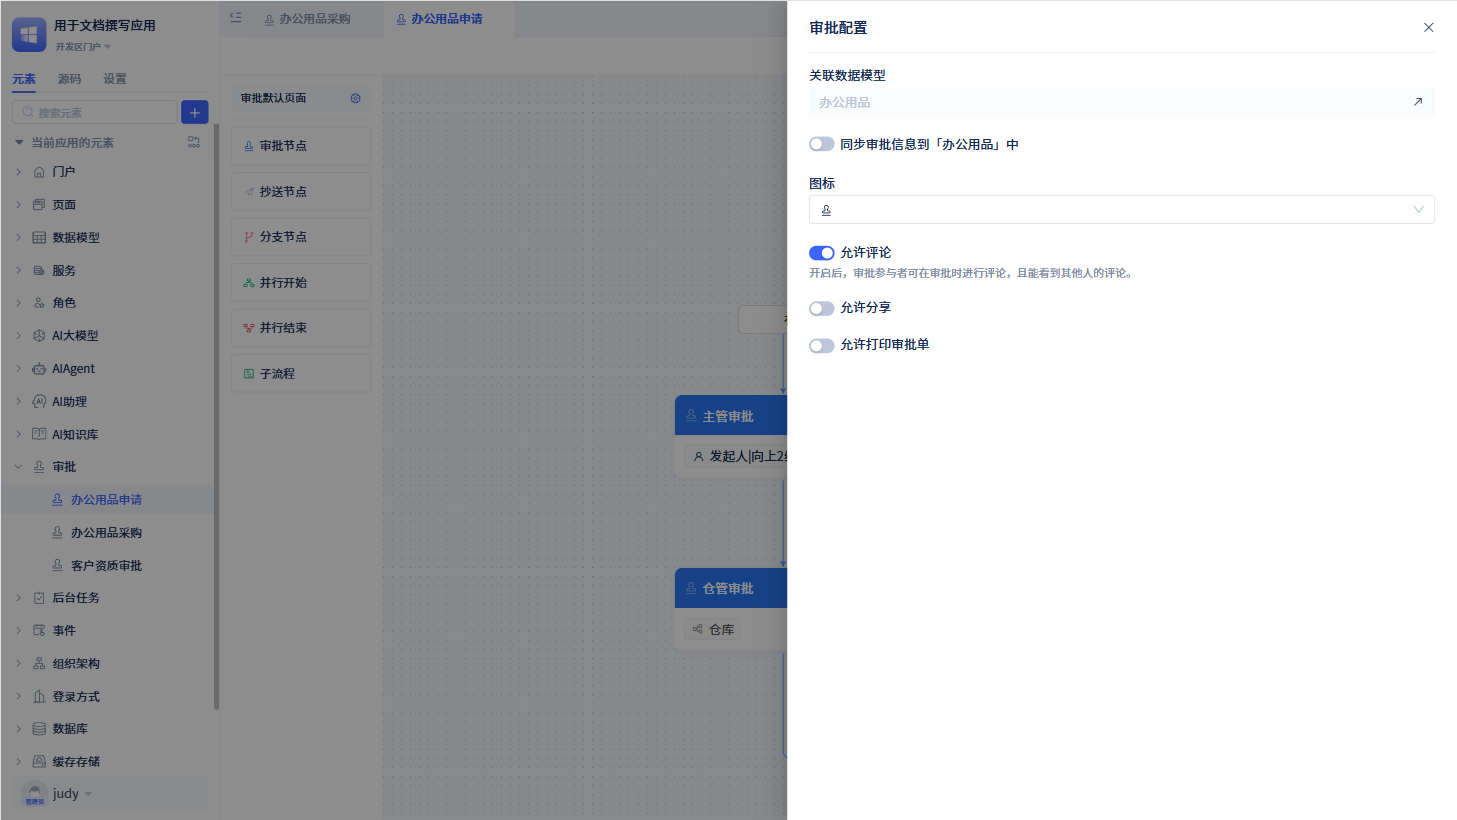 用于文档撰写应用
开发区门户
元素
源码
设置
搜索元素
当前应用的元素
门户
页面
数据模型
服务
角色
AI大模型
AIAgent
AI助理
AI知识库
审批
办公用品申请
办公用品采购
客户资质审批
后台任务
事件
组织架构
登录方式
数据库
缓存存储
管理员
judy
办公用品采购
办公用品申请
审批默认页面
审批节点
抄送节点
分支节点
并行开始
并行结束
子流程
主管审批
发起人|向上2
仓管审批
仓库
审批配置
关联数据模型
办公用品
同步审批信息到「办公用品」中
图标
允许评论
开启后，审批参与者可在审批时进行评论，且能看到其他人的评论。
允许分享
允许打印审批单